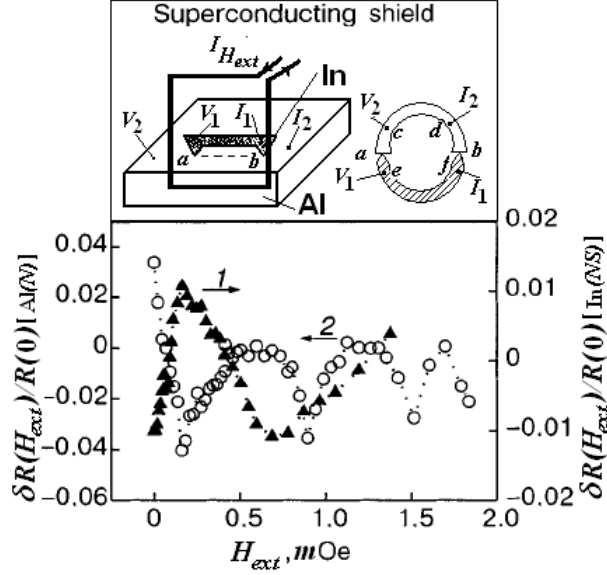 Superconducting shield
I_{H_{ext}}
In
V_2
V_1
I_1
I_2
a
b
Al
V_2
I_2
c
d
a
b
e
f
V_1
I_1
0.04
0.02
0
-0.02
-0.04
-0.06
δR(H_{ext})/R(0)[Al(N)]
1
2
0.02
0.01
0
-0.01
-0.02
δR(H_{ext})/R(0)[In(NS)]
0
0.5
1.0
1.5
2.0
H_{ext}, mOe